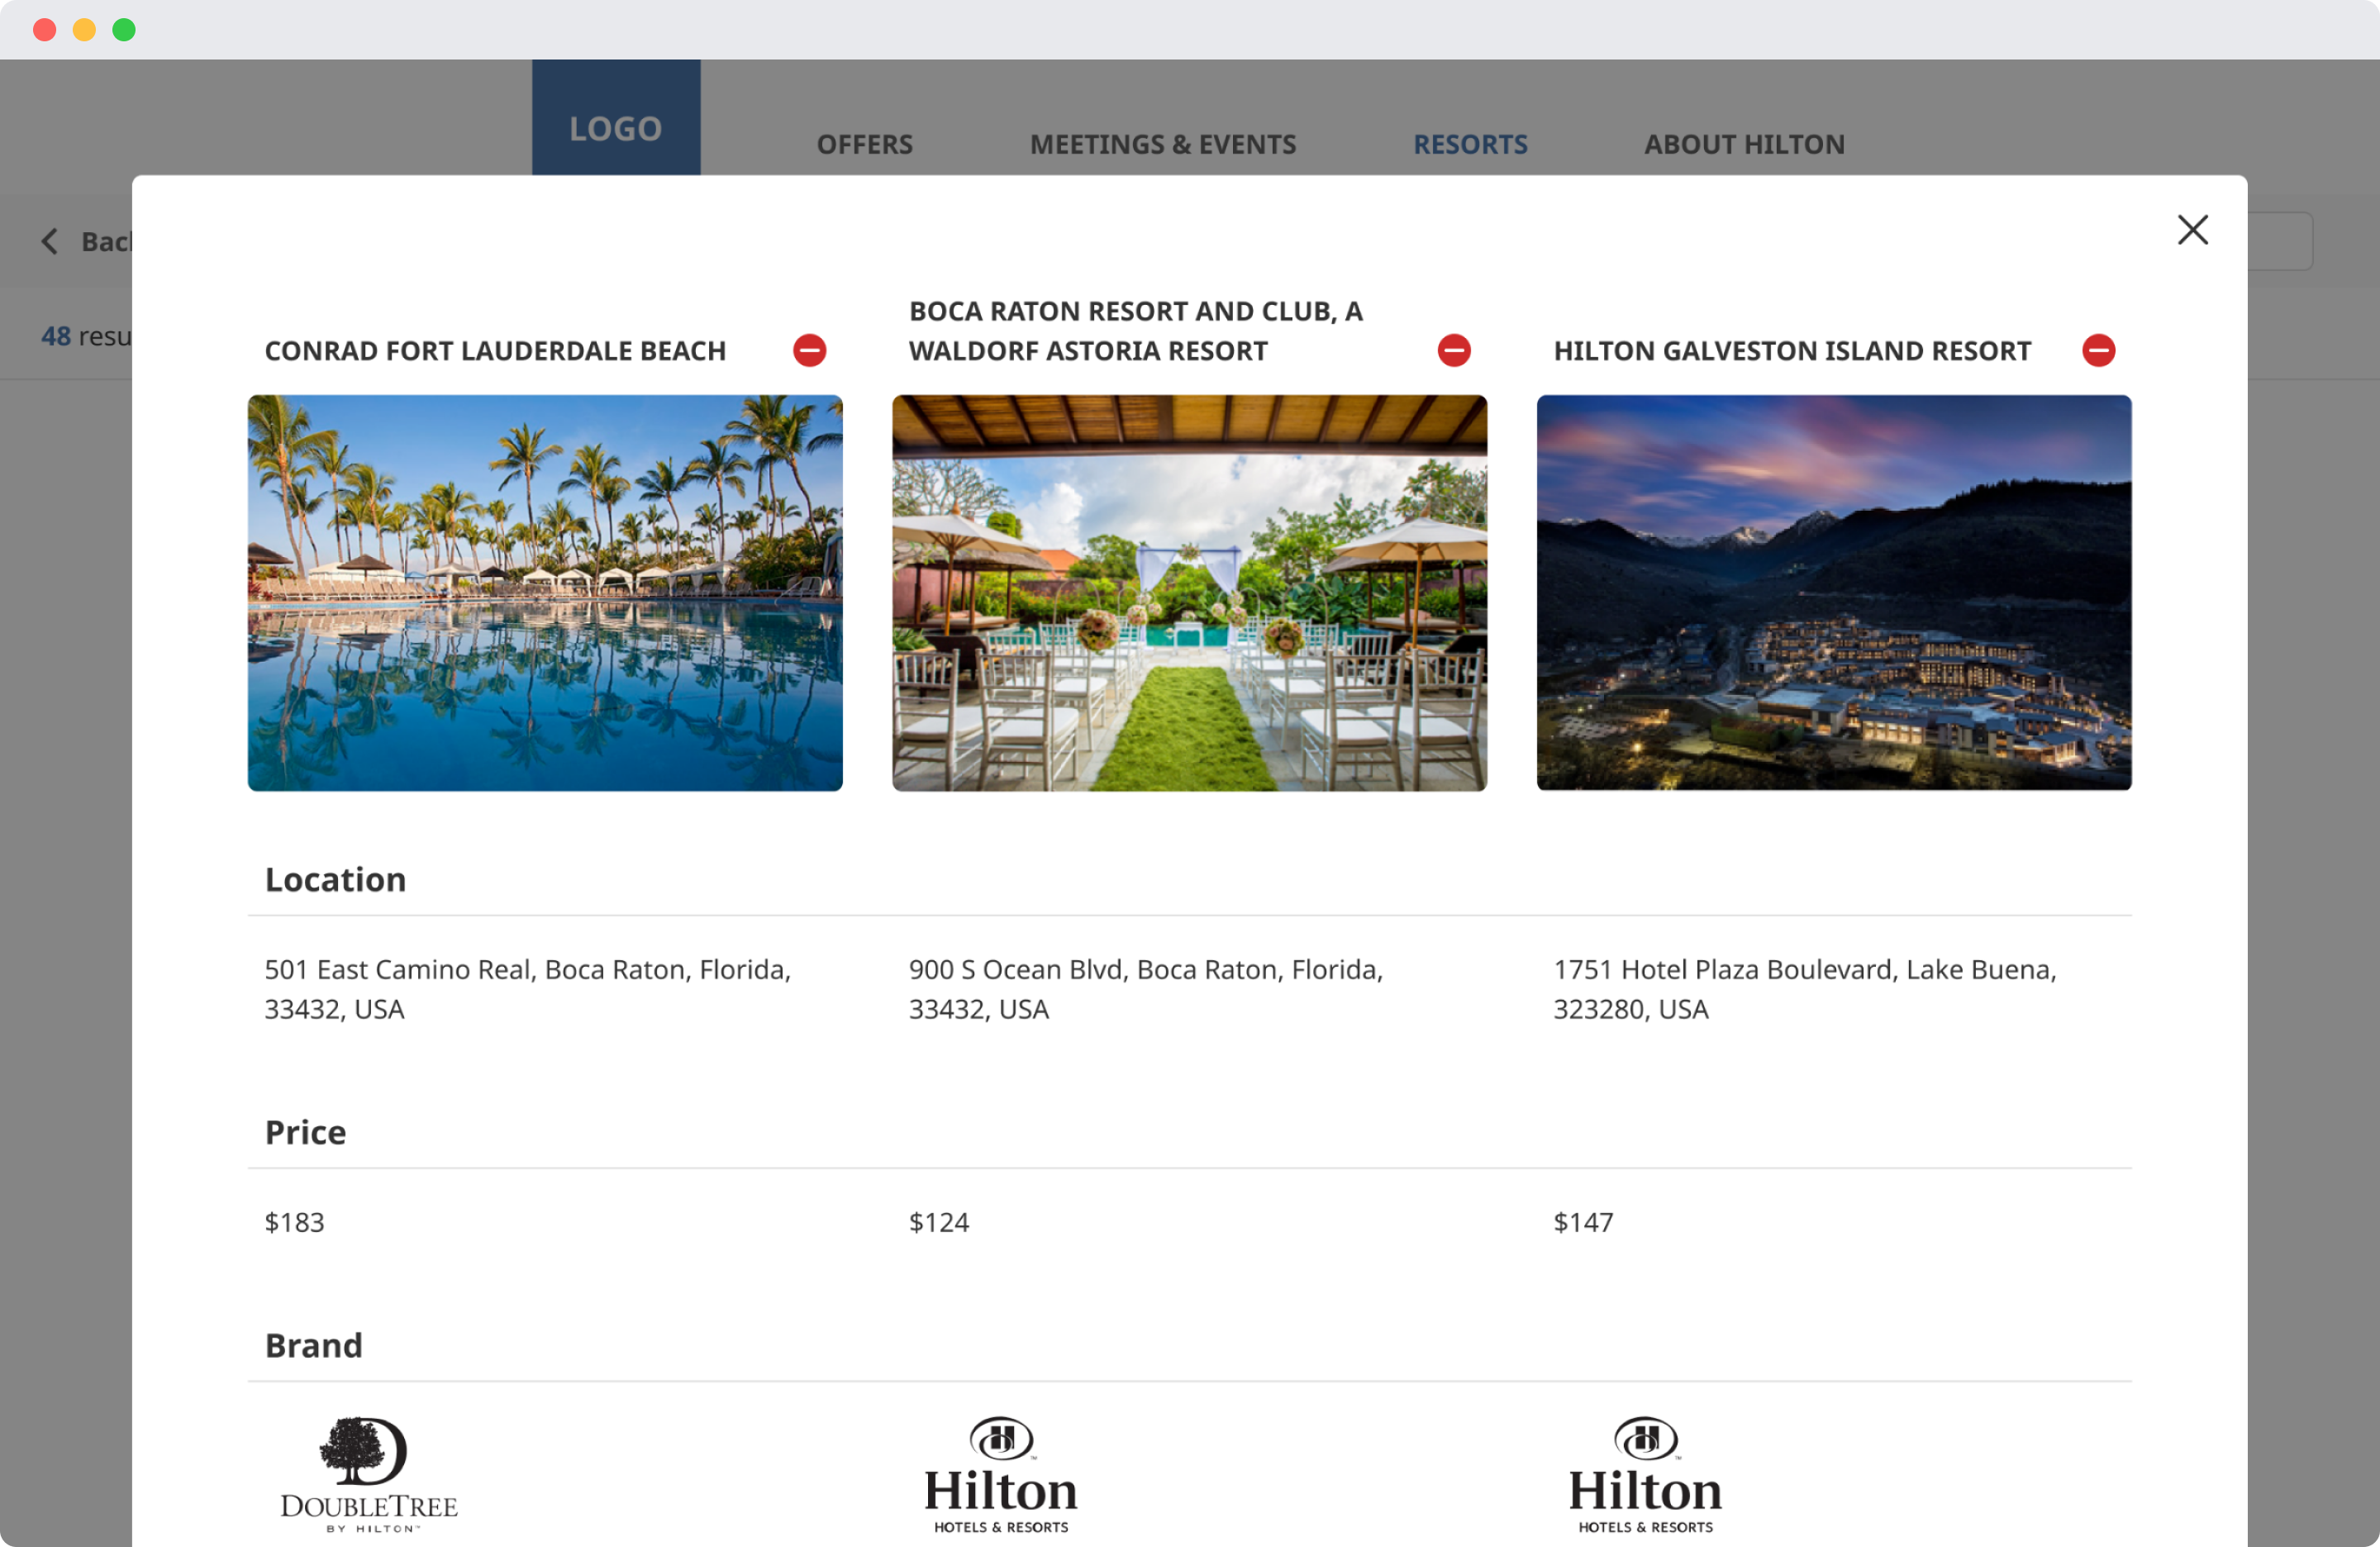 LOGO
OFFERS
MEETINGS & EVENTS
RESORTS
ABOUT HILTON
48
CONRAD FORT LAUDERDALE BEACH
BOCA RATON RESORT AND CLUB, A
WALDORF ASTORIA RESORT
HILTON GALVESTON ISLAND RESORT
Location
501 East Camino Real, Boca Raton, Florida,
33432, USA
900 S Ocean Blvd, Boca Raton, Florida,
33432, USA
1751 Hotel Plaza Boulevard, Lake Buena,
323280, USA
Price
$183
$124
$147
Brand
DOUBLETREE
BY HILTON™
Hilton
HOTELS & RESORTS
Hilton
HOTELS & RESORTS